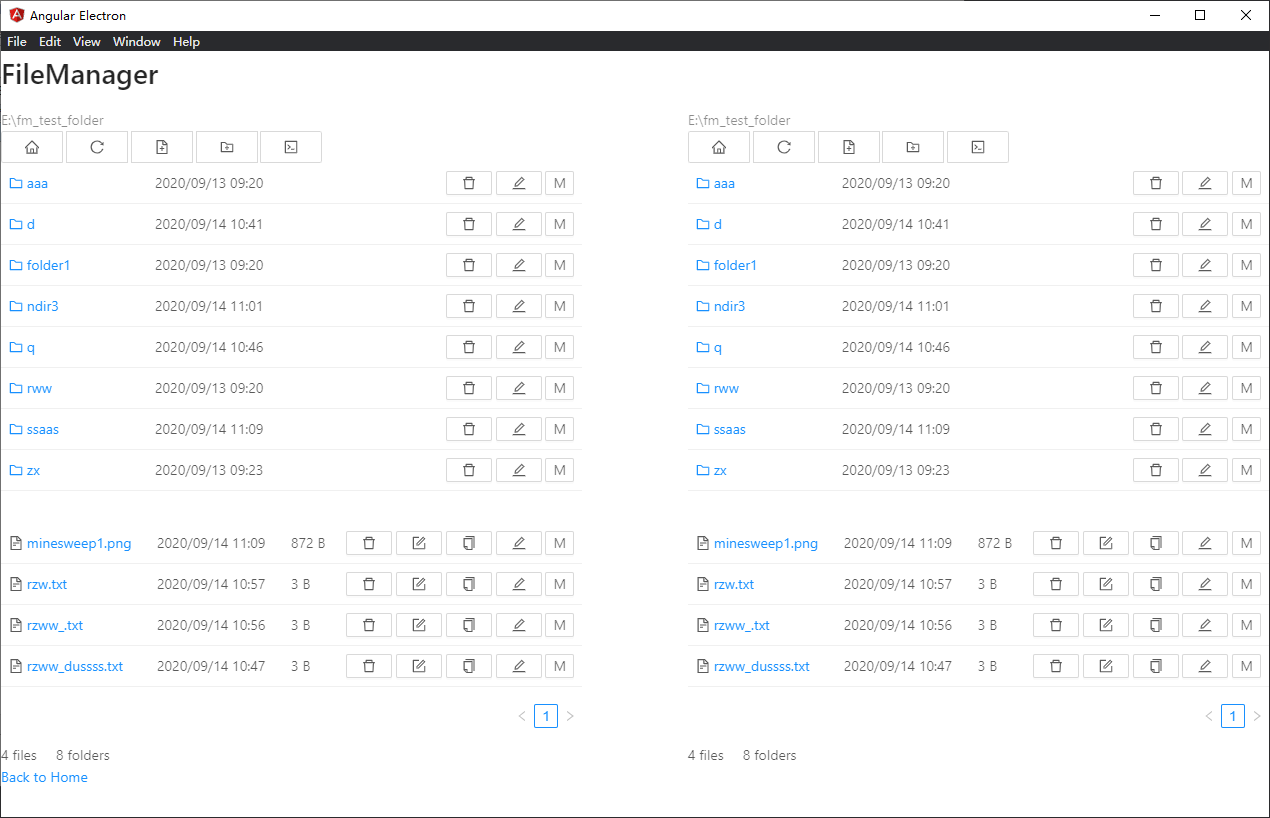 Angular Electron
File Edit View Window Help
FileManager
E:\fm_test_folder
aaa 2020/09/13 09:20 M
d 2020/09/14 10:41 M
folder1 2020/09/13 09:20 M
ndir3 2020/09/14 11:01 M
q 2020/09/14 10:46 M
rww 2020/09/13 09:20 M
ssaas 2020/09/14 11:09 M
zx 2020/09/13 09:23 M
minesweep1.png 2020/09/14 11:09 872 B M
rzw.txt 2020/09/14 10:57 3 B M
rzww_.txt 2020/09/14 10:56 3 B M
rzww_dussss.txt 2020/09/14 10:47 3 B M
< 1 >
4 files 8 folders
Back to Home
E:\fm_test_folder
aaa 2020/09/13 09:20 M
d 2020/09/14 10:41 M
folder1 2020/09/13 09:20 M
ndir3 2020/09/14 11:01 M
q 2020/09/14 10:46 M
rww 2020/09/13 09:20 M
ssaas 2020/09/14 11:09 M
zx 2020/09/13 09:23 M
minesweep1.png 2020/09/14 11:09 872 B M
rzw.txt 2020/09/14 10:57 3 B M
rzww_.txt 2020/09/14 10:56 3 B M
rzww_dussss.txt 2020/09/14 10:47 3 B M
< 1 >
4 files 8 folders